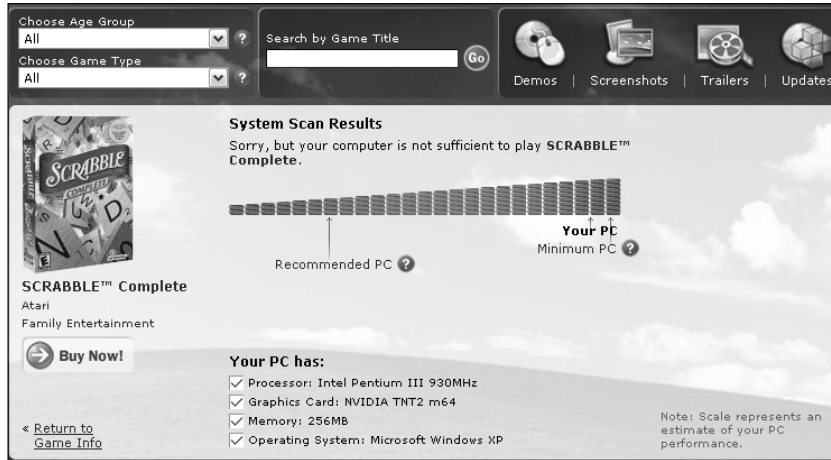 Choose Age Group
All
?
Choose Game Type
All
?
Search by Game Title
Go
Demos | Screenshots | Trailers | Updates
System Scan Results
Sorry, but your computer is not sufficient to play SCRABBLE™
Complete.
Your PC
Minimum PC ?
Recommended PC ?
SCRABBLE
COMPLETE
SCRABBLE™ Complete
Atari
Family Entertainment
Buy Now!
« Return to
Game Info
Your PC has:
Processor: Intel Pentium III 930MHz
Graphics Card: NVIDIA TNT2 m64
Memory: 256MB
Operating System: Microsoft Windows XP
Note: Scale represents an
estimate of your PC
performance.